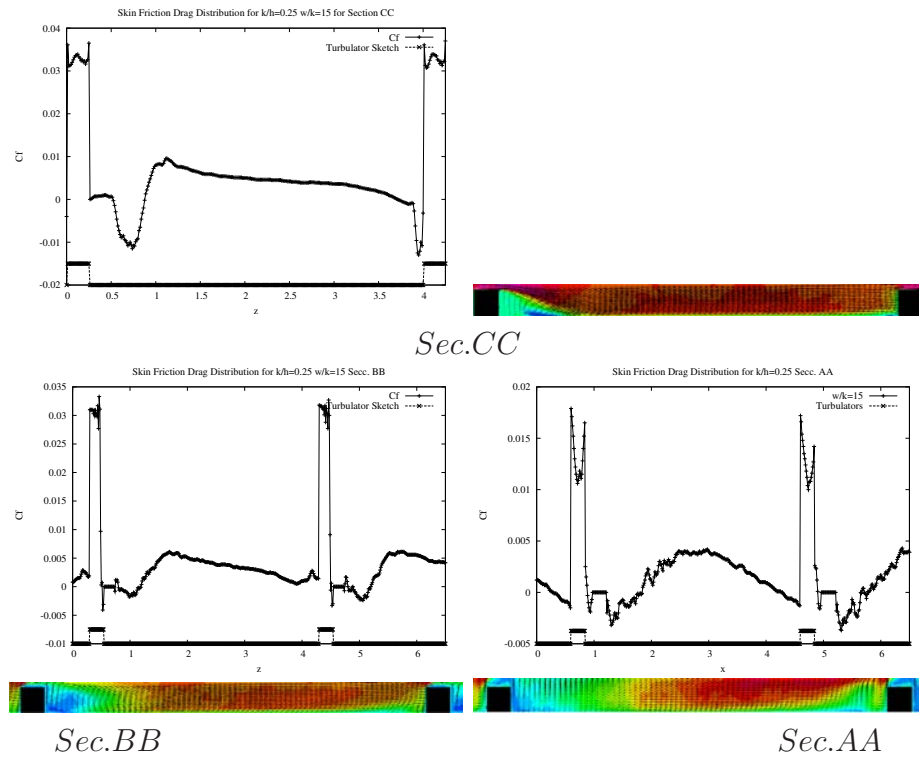 Skin Friction Drag Distribution for k/h=0.25 w/k=15 for Section CC
Cf
Turbulator Sketch
0.04
0.03
0.02
0.01
0
-0.01
-0.02
Cf
0 0.5 1 1.5 2 2.5 3 3.5 4
z
Sec.CC
Skin Friction Drag Distribution for k/h=0.25 w/k=15 Secc. BB
Cf
Turbulator Sketch
0.035
0.03
0.025
0.02
0.015
0.01
0.005
0
-0.005
-0.01
Cf
0 1 2 3 4 5 6
z
Sec.BB
Skin Friction Drag Distribution for k/h=0.25 Secc. AA
w/k=15
Turbulators
0.02
0.015
0.01
0.005
0
-0.005
Cf
0 1 2 3 4 5 6
x
Sec.AA